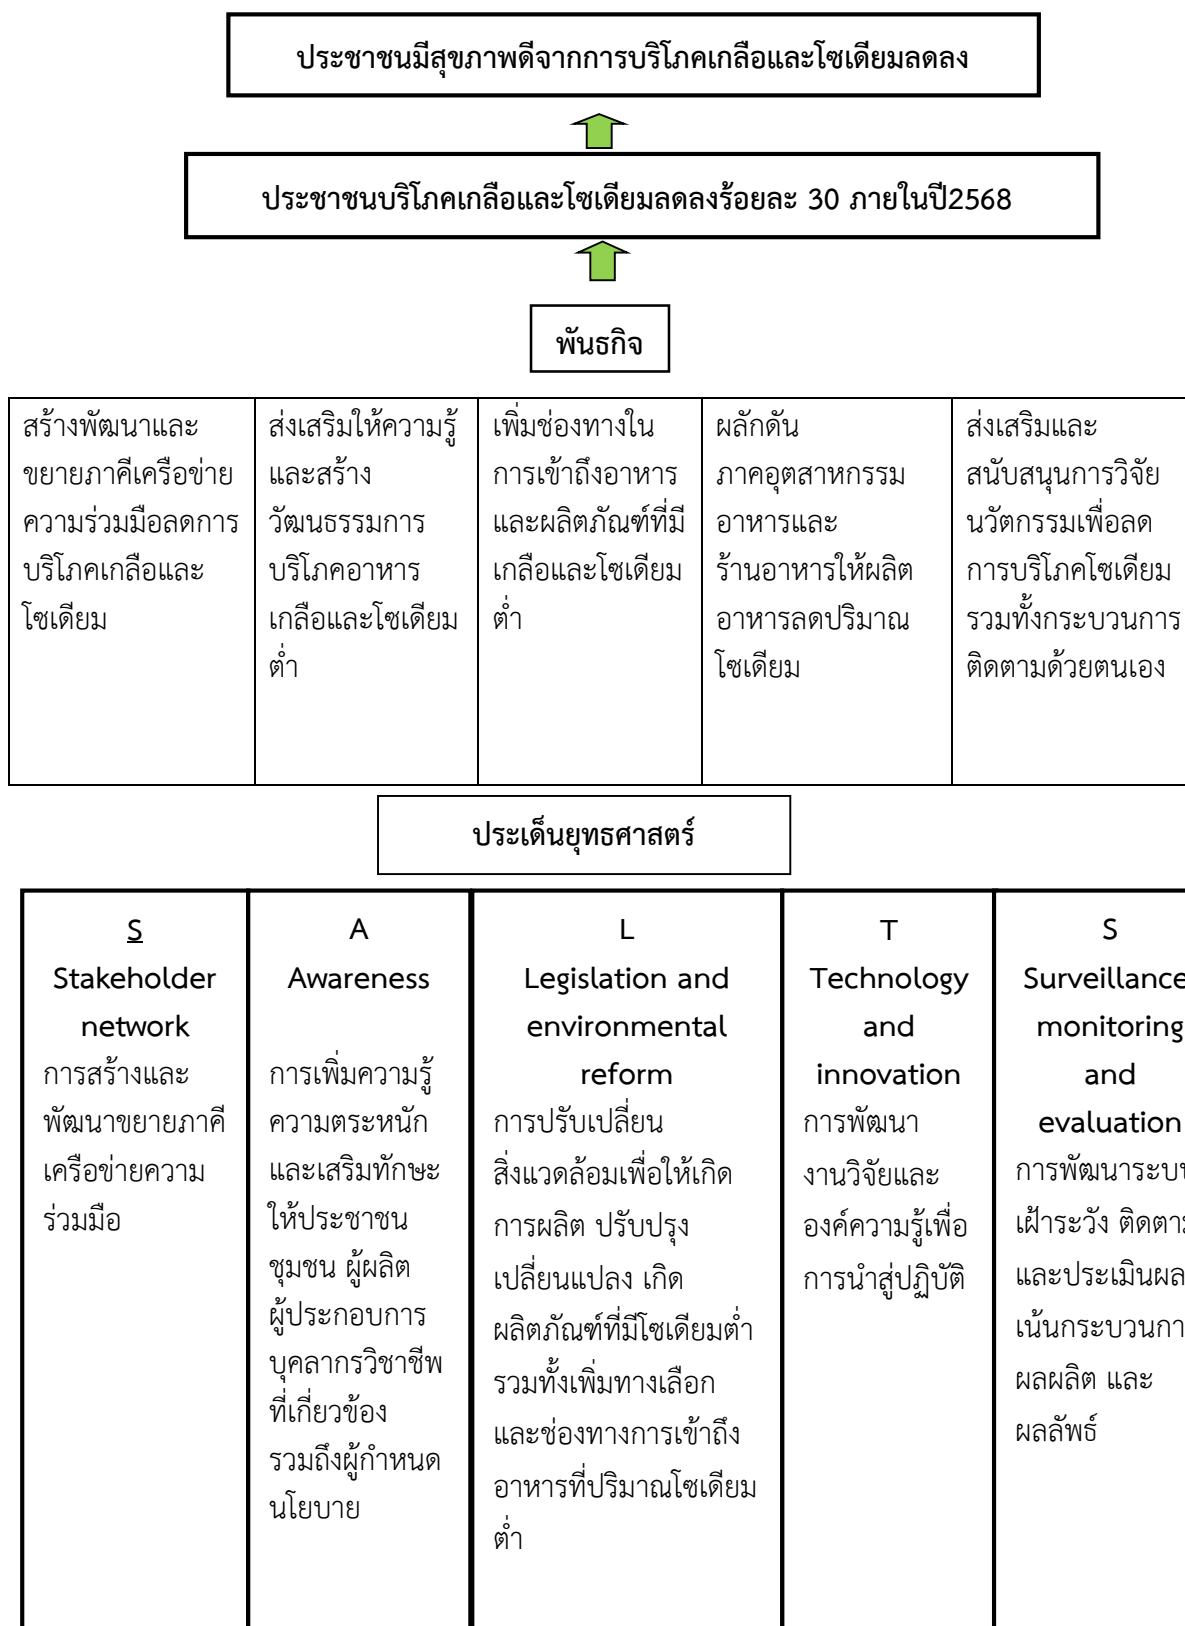 ประชาชนมีสุขภาพดีจากการบริโภคเกลือและโซเดียมลดลง
ประชาชนบริโภคเกลือและโซเดียมลดลงร้อยละ 30 ภายในปี2568
พันธกิจ
สร้างพัฒนาและ
ขยายภาคีเครือข่าย
ความร่วมมือลดการ
บริโภคเกลือและ
โซเดียม
ส่งเสริมให้ความรู้
และสร้าง
วัฒนธรรมการ
บริโภคอาหาร
เกลือและโซเดียม
ต่ำ
เพิ่มช่องทางใน
การเข้าถึงอาหาร
และผลิตภัณฑ์ที่มี
เกลือและโซเดียม
ต่ำ
ผลักดัน
ภาคอุตสาหกรรม
อาหารและ
ร้านอาหารให้ผลิต
อาหารลดปริมาณ
โซเดียม
ส่งเสริมและ
สนับสนุนการวิจัย
นวัตกรรมเพื่อลด
การบริโภคโซเดียม
รวมทั้งกระบวนการ
ติดตามด้วยตนเอง
ประเด็นยุทธศาสตร์
S
Stakeholder
network
การสร้างและ
พัฒนาขยายภาคี
เครือข่ายความ
ร่วมมือ
A
Awareness
การเพิ่มความรู้
ความตระหนัก
และเสริมทักษะ
ให้ประชาชน
ชุมชน ผู้ผลิต
ผู้ประกอบการ
บุคลากรวิชาชีพ
ที่เกี่ยวข้อง
รวมถึงผู้กำหนด
นโยบาย
L
Legislation and
environmental
reform
การปรับเปลี่ยน
สิ่งแวดล้อมเพื่อให้เกิด
การผลิต ปรับปรุง
เปลี่ยนแปลง เกิด
ผลิตภัณฑ์ที่มีโซเดียมต่ำ
รวมทั้งเพิ่มทางเลือก
และช่องทางการเข้าถึง
อาหารที่ปริมาณโซเดียม
ต่ำ
T
Technology
and
innovation
การพัฒนา
งานวิจัยและ
องค์ความรู้เพื่อ
การนำสู่ปฏิบัติ
S
Surveillance
monitoring
and
evaluation
การพัฒนาระบบ
เฝ้าระวัง ติดตาม
และประเมินผล
เน้นกระบวนกา
ผลผลิต และ
ผลลัพธ์